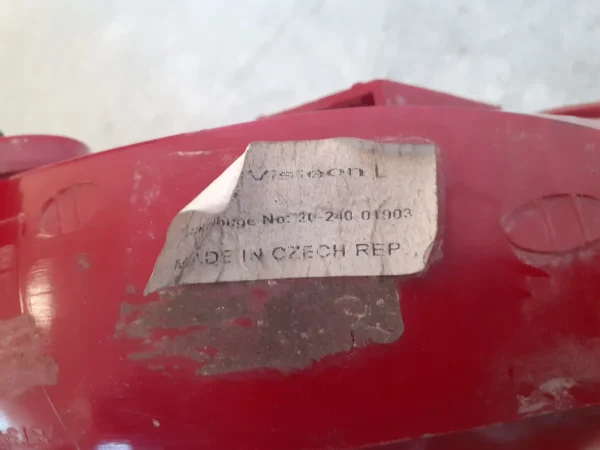 Visteon L
No: 20-240-01903
MADE IN CZECH REP